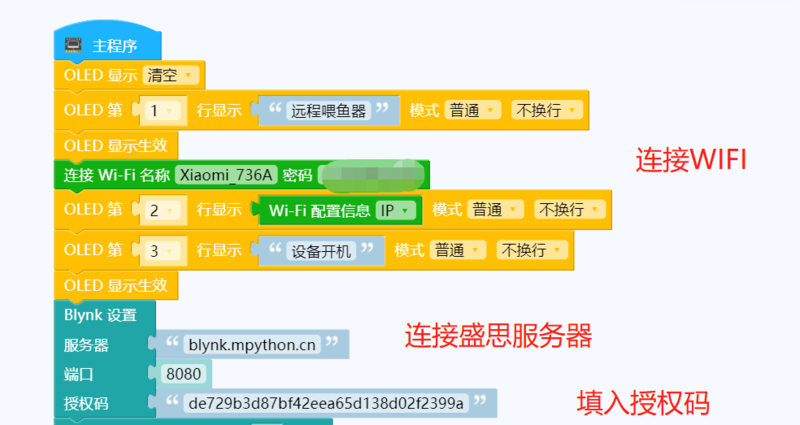 主程序
OLED 显示 清空
OLED 第 1 行显示 “ 远程喂鱼器 ” 模式 普通 不换行
OLED 显示生效
连接WIFI
连接 Wi-Fi 名称 Xiaomi_736A 密码
OLED 第 2 行显示 Wi-Fi 配置信息 IP 模式 普通 不换行
OLED 第 3 行显示 “ 设备开机 ” 模式 普通 不换行
OLED 显示生效
Blynk 设置
连接盛思服务器
服务器 “ blynk.mpython.cn ”
端口 8080
授权码 “ de729b3d87bf42eea65d138d02f2399a ”
填入授权码